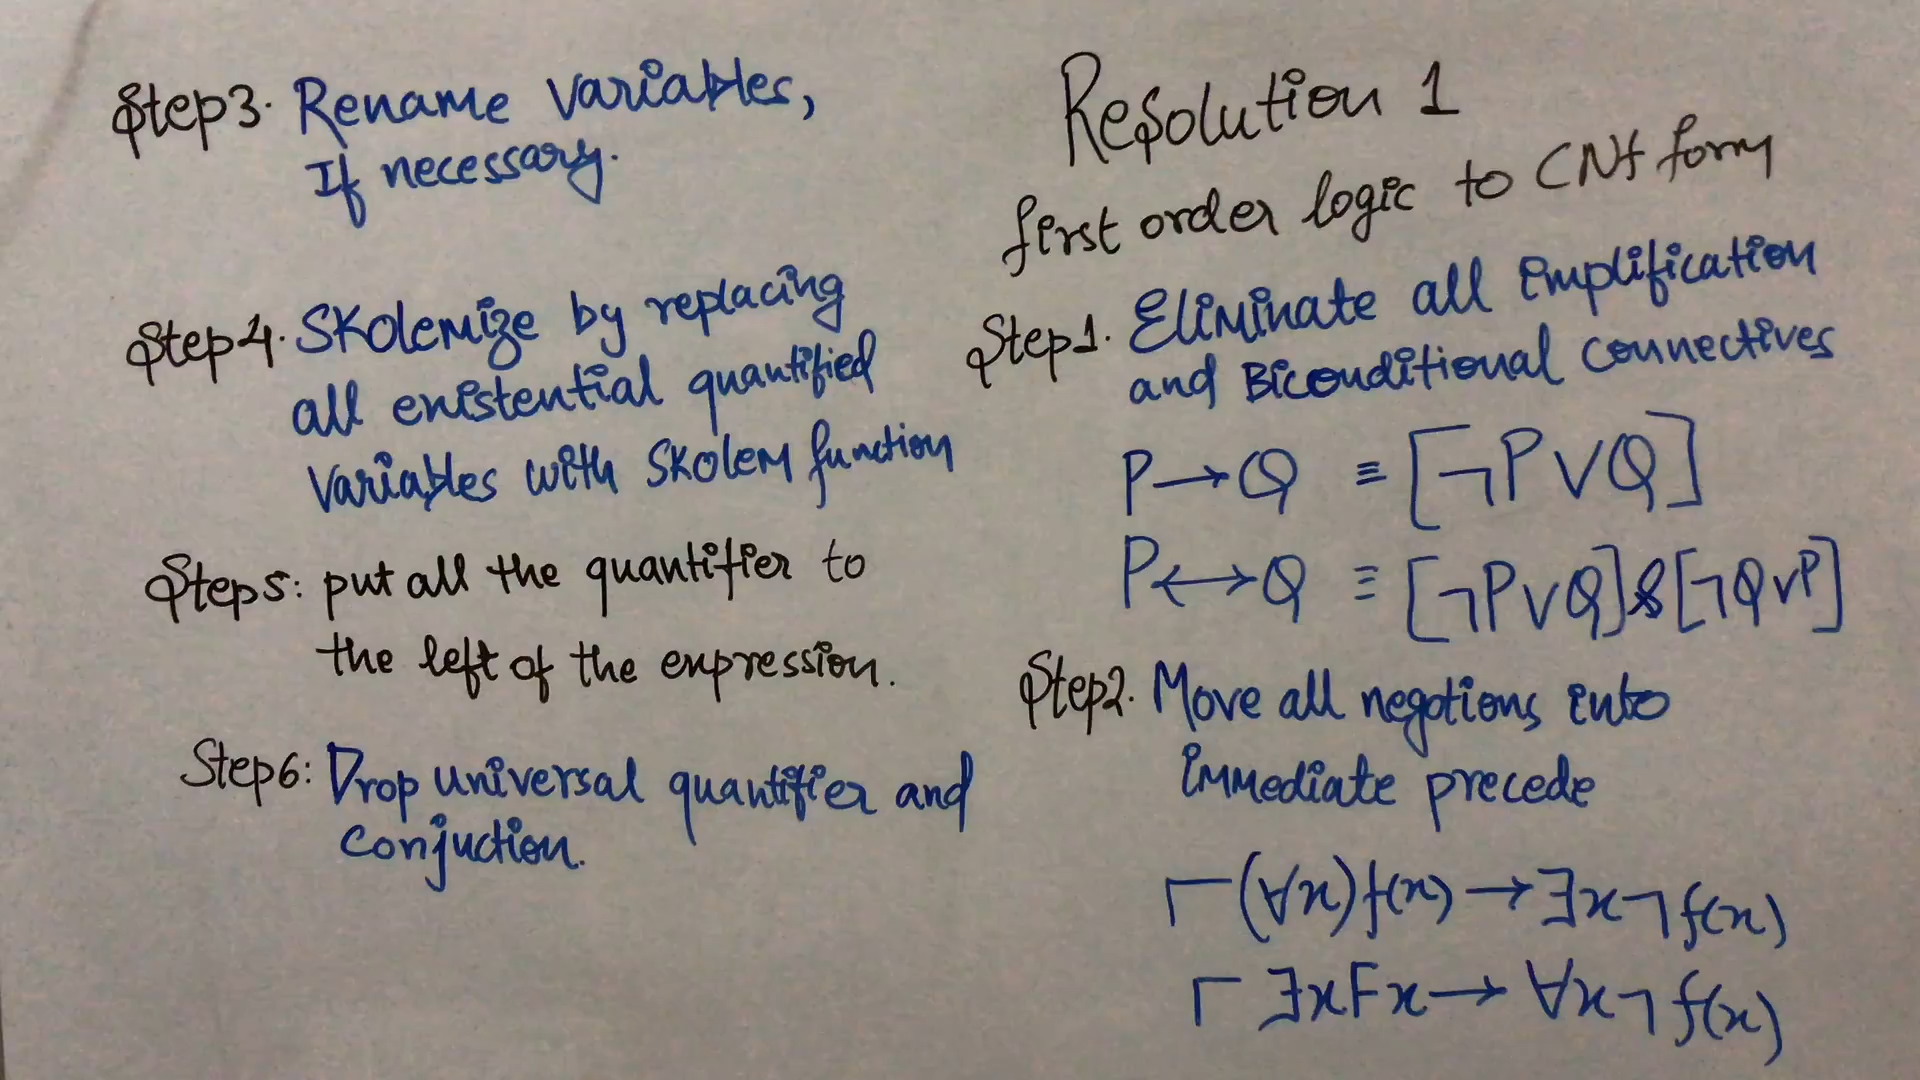 Resolution 1
first order logic to CNf form
Step1. Eliminate all implification
and Biconditional connectives
P→Q ≡ [¬P∨Q]
P↔Q ≡ [¬P∨Q]&[¬Q∨P]
Step2. Move all negotions into
immediate precede
⌐(∀x)f(x) → ∃x¬f(x)
⌐ ∃xFx → ∀x¬f(x)
Step3. Rename variables,
If necessary.
Step4. Skolemize by replacing
all existential quantified
variables with Skolem function
Step5: put all the quantifier to
the left of the expression.
Step6: Drop universal quantifier and
conjuction.